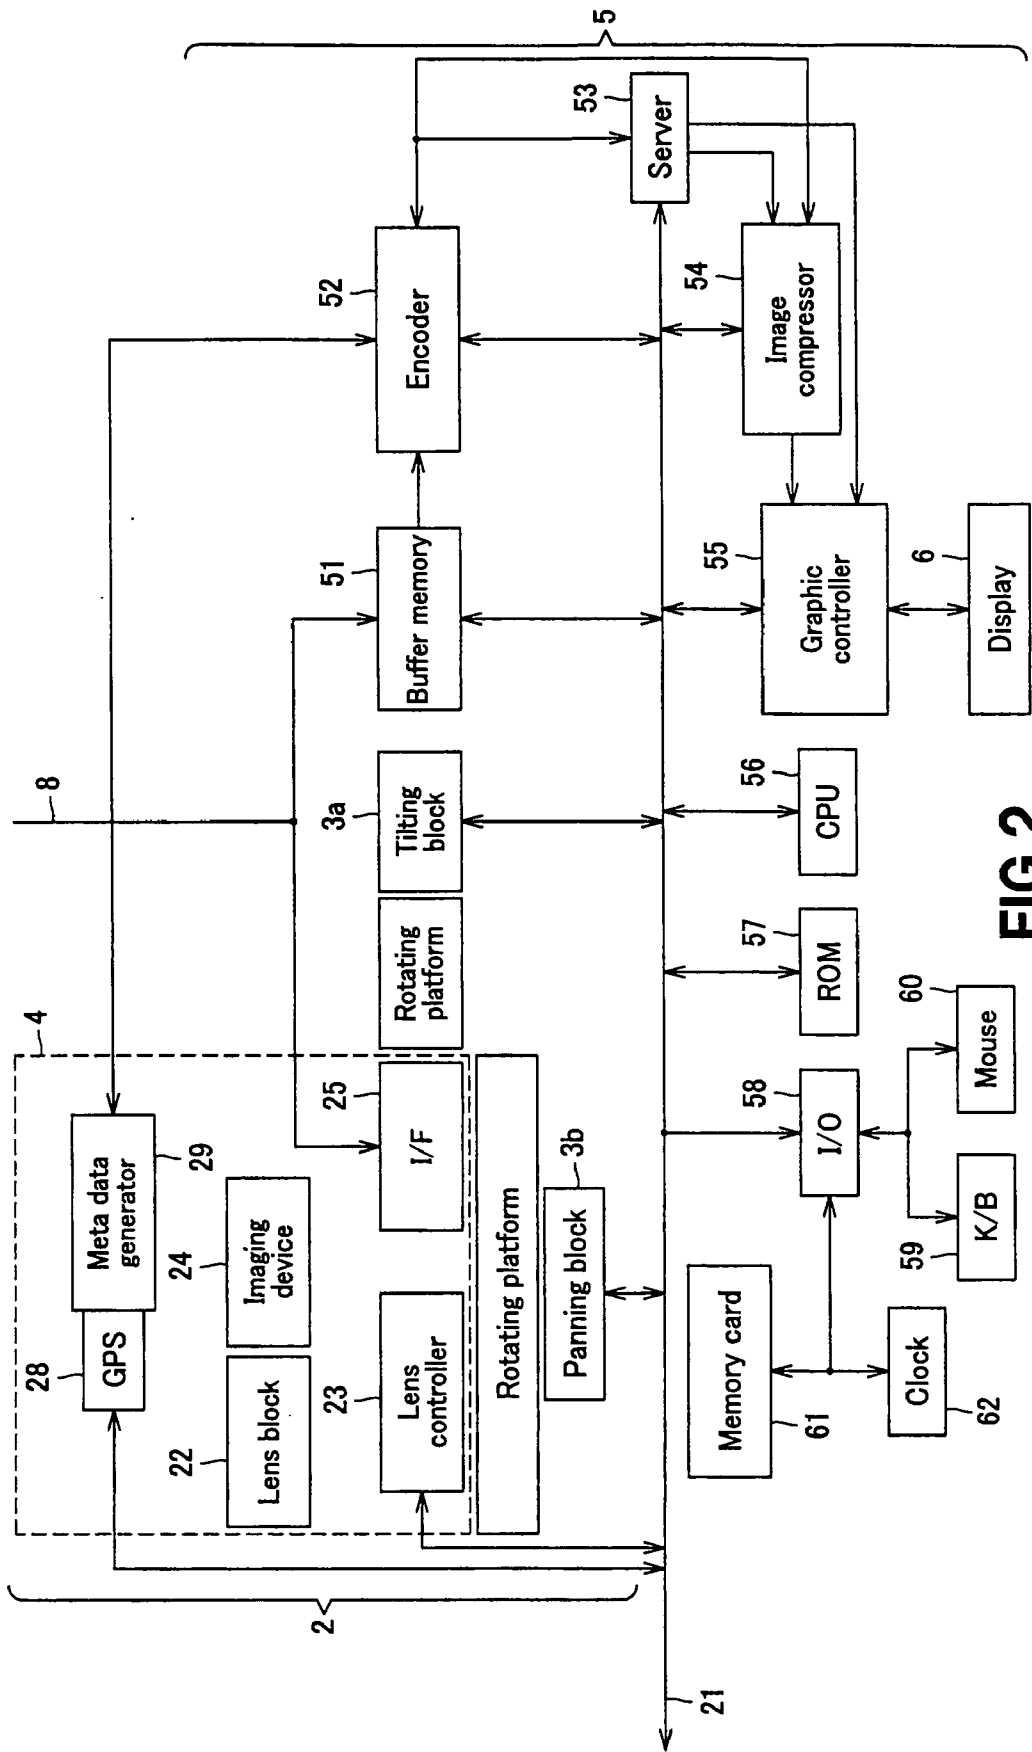 2
4
28
GPS
Meta data
generator
29
22
Lens block
24
Imaging
device
23
Lens
controller
25
I/F
Rotating platform
Panning block
3b
Rotating
platform
3a
Tilting
block
8
51
Buffer memory
52
Encoder
5
53
Server
54
Image
compressor
55
Graphic
controller
6
Display
56
CPU
57
ROM
58
I/O
60
Mouse
59
K/B
Memory card
61
Clock
62
21
FIG.2